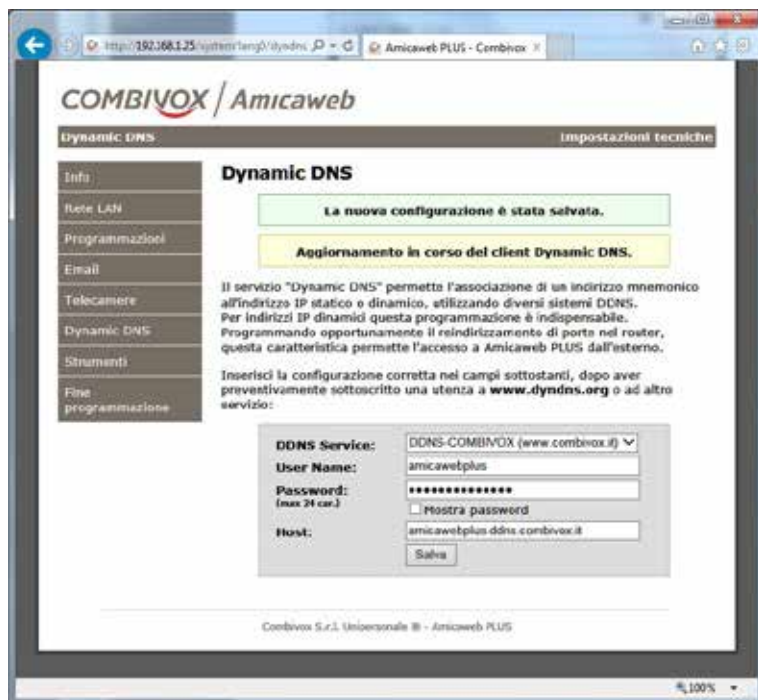 http://192.168.1.25/system/lang0/dyndns
Amicaweb PLUS - Combivox
COMBIVOX / Amicaweb
Dynamic DNS
Impostazioni tecniche
Info
Rete LAN
Programmazioni
Email
Telecamere
Dynamic DNS
Strumenti
Fine
programmazione
Dynamic DNS
La nuova configurazione è stata salvata.
Aggiornamento in corso del client Dynamic DNS.
Il servizio "Dynamic DNS" permette l'associazione di un indirizzo mnemonico
all'indirizzo IP statico o dinamico, utilizzando diversi sistemi DDNS.
Per indirizzi IP dinamici questa programmazione è indispensabile.
Programmando opportunamente il reindirizzamento di porte nel router,
questa caratteristica permette l'accesso a Amicaweb PLUS dall'esterno.
Inserisci la configurazione corretta nei campi sottostanti, dopo aver
preventivamente sottoscritto una utenza a www.dyndns.org o ad altro
servizio:
DDNS Service:
DDNS-COMBIVOX (www.combivox.it)
User Name:
amicawebplus
Password:
(max 24 car.)
••••••••••••••
Mostra password
Host:
amicawebplus.ddns.combivox.it
Salva
Combivox S.r.l. Unipersonale ® - Amicaweb PLUS
100%